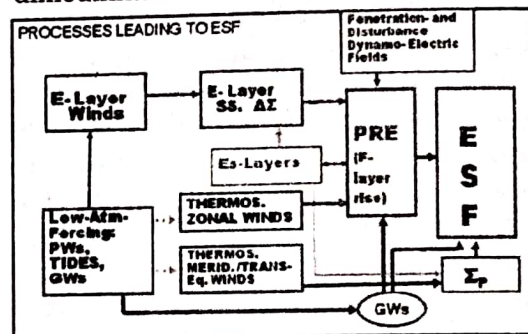 PROCESSES LEADING TO ESF
Penetration- and
Disturbance
Dynamo-Electric
Fields
E-Layer
Winds
E-Layer
SS. ΔΣ
PRE
(F-
layer
rise)
E
S
F
Es-Layers
Low-Atm-
Forcing:
PWs,
TIDES,
GWs
THERMOS.
ZONAL WINDS
THERMOS.
MERID./TRANS-
Eq. WINDS
GWs
ΣP